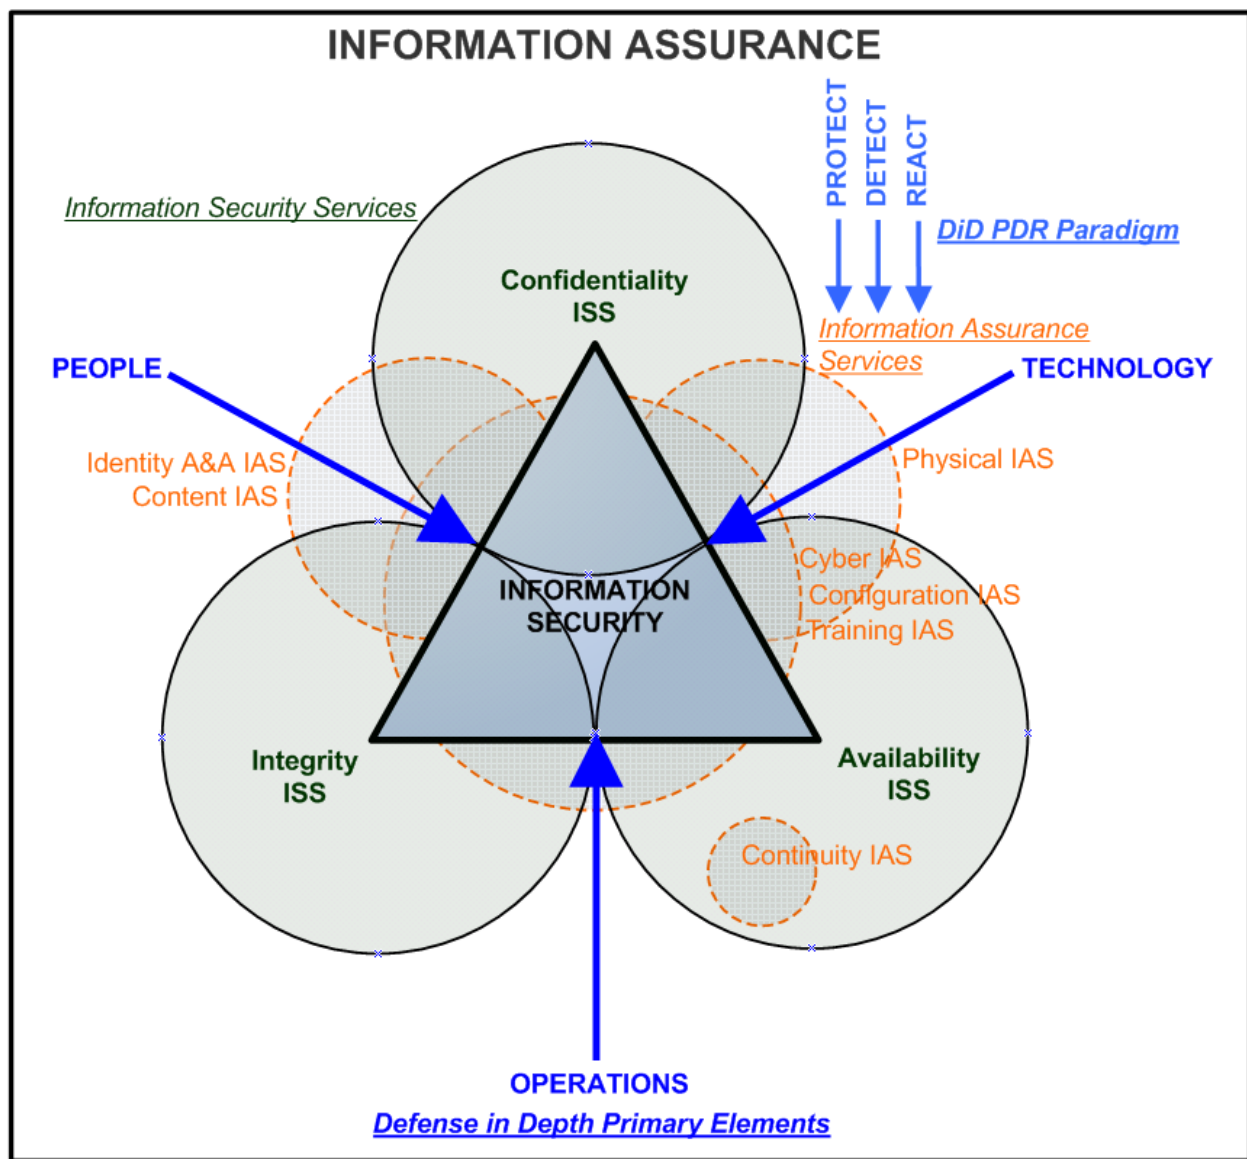 INFORMATION ASSURANCE
PROTECT
DETECT
REACT
Information Security Services
DiD PDR Paradigm
Confidentiality
ISS
Information Assurance
Services
PEOPLE
TECHNOLOGY
Identity A&A IAS
Content IAS
Physical IAS
Cyber IAS
Configuration IAS
Training IAS
INFORMATION
SECURITY
Integrity
ISS
Availability
ISS
Continuity IAS
OPERATIONS
Defense in Depth Primary Elements